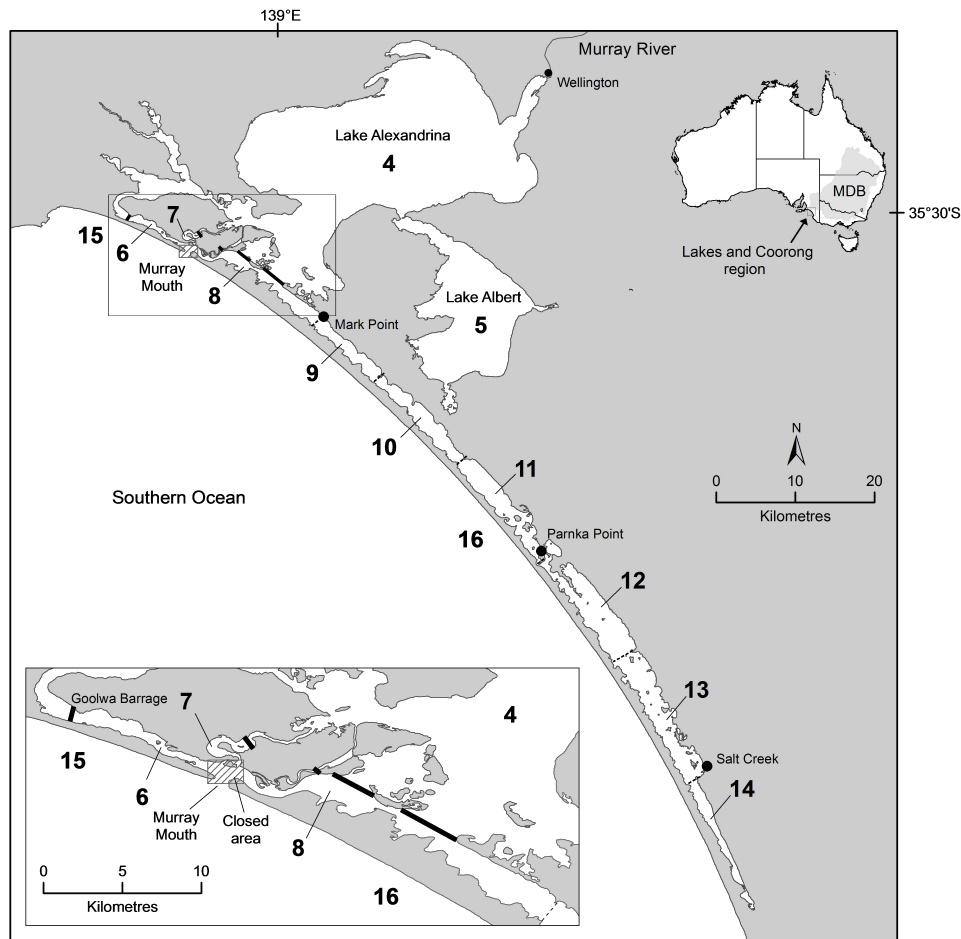 139°E
Murray River
Wellington
Lake Alexandrina
4
MDB
35°30'S
Lakes and Coorong
region
7
15
6
Murray
Mouth
8
Lake Albert
5
Mark Point
9
10
N
0 10 20
Kilometres
11
Southern Ocean
16
Parnka Point
12
13
Salt Creek
14
Goolwa Barrage
7
4
15
6
Murray
Mouth
Closed
area
8
16
0 5 10
Kilometres